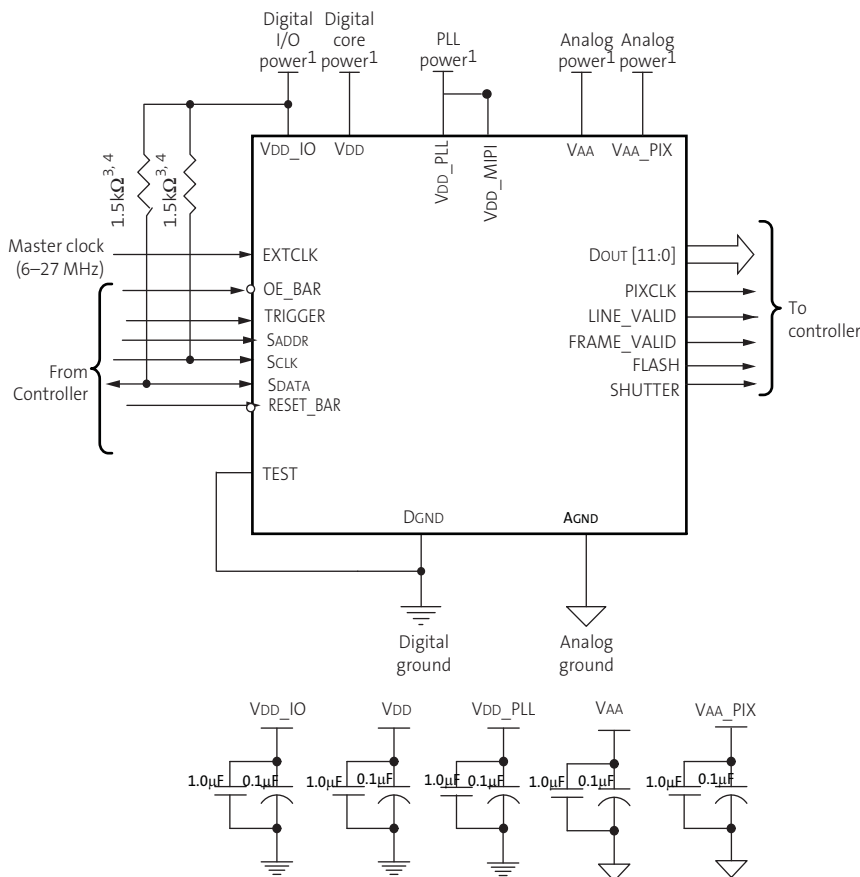 Digital
I/O
power1
Digital
core
power1
PLL
power1
Analog
power1
Analog
power1
VDD_IO
VDD
VDD_PLL
VDD_MIPI
VAA
VAA_PIX
1.5kΩ3, 4
1.5kΩ3, 4
Master clock
(6–27 MHz)
From
Controller
EXTCLK
OE_BAR
TRIGGER
SADDR
SCLK
SDATA
RESET_BAR
TEST
DOUT [11:0]
PIXCLK
LINE_VALID
FRAME_VALID
FLASH
SHUTTER
To
controller
DGND
AGND
Digital
ground
Analog
ground
VDD_IO
VDD
VDD_PLL
VAA
VAA_PIX
1.0µF
0.1µF
1.0µF
0.1µF
1.0µF
0.1µF
1.0µF
0.1µF
1.0µF
0.1µF